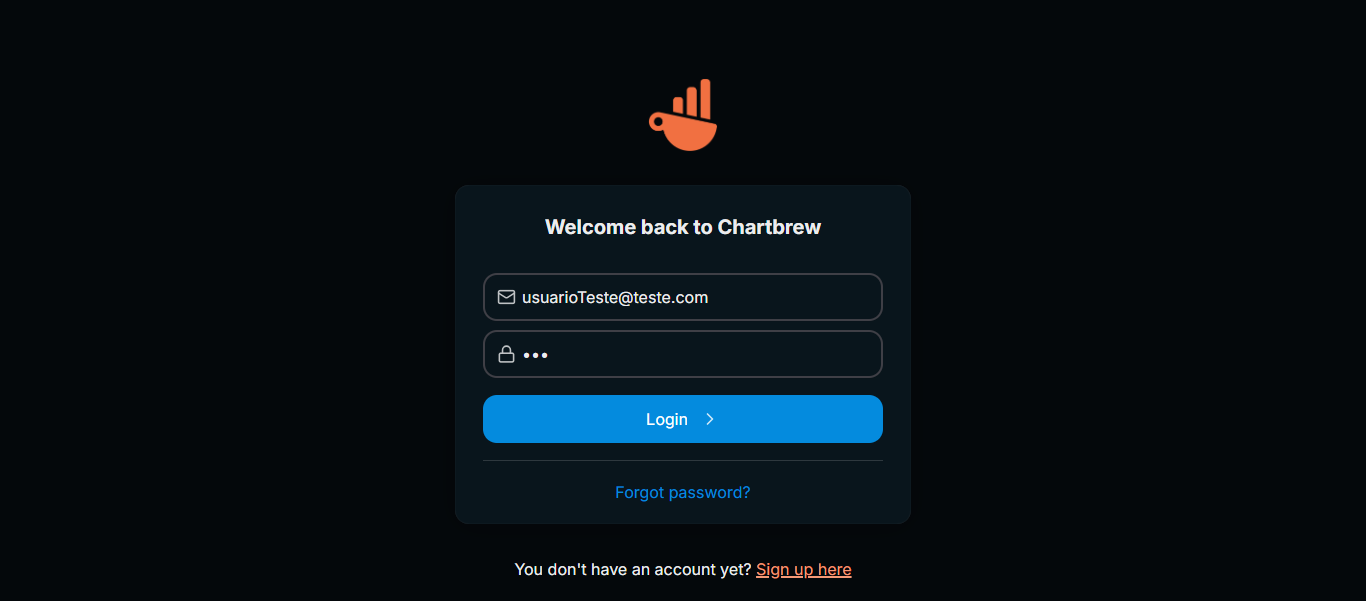 Welcome back to Chartbrew
usuarioTeste@teste.com
•••
Login
Forgot password?
You don't have an account yet? Sign up here